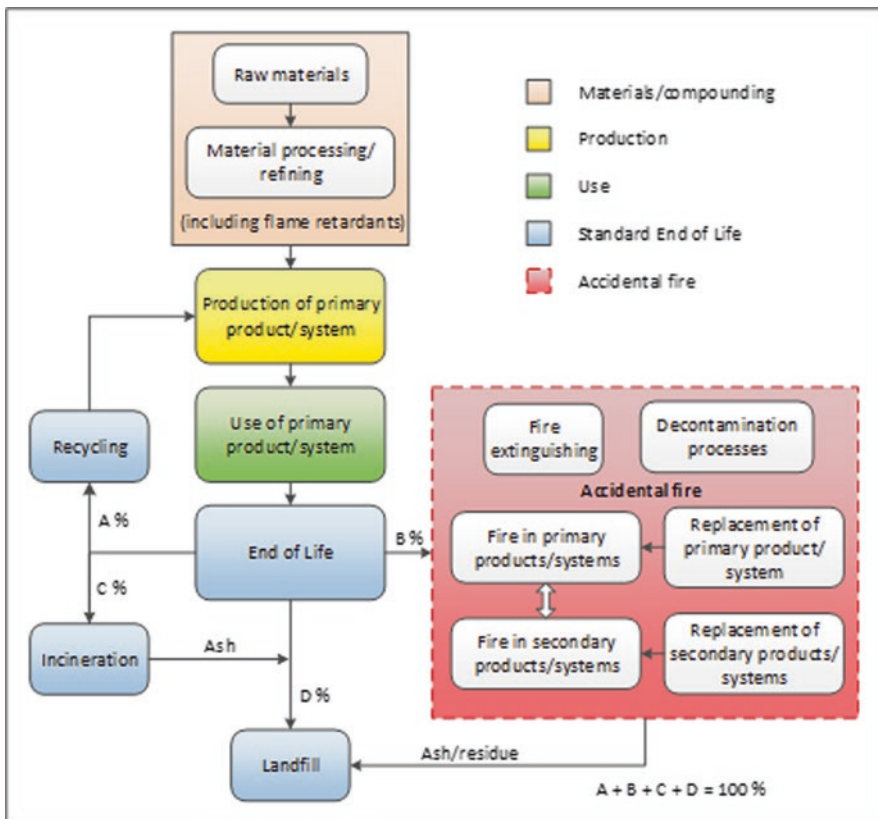 Raw materials
Material processing/
refining
(including flame retardants)
Materials/compounding
Production
Use
Standard End of Life
Accidental fire
Production of primary
product/system
Use of primary
product/system
Recycling
A %
End of Life
B %
C %
Incineration
Ash
D %
Landfill
Fire
extinguishing
Decontamination
processes
Accidental fire
Fire in primary
products/systems
Replacement of
primary product/
system
Fire in secondary
products/systems
Replacement of
secondary products/
systems
Ash/residue
A + B + C + D = 100 %